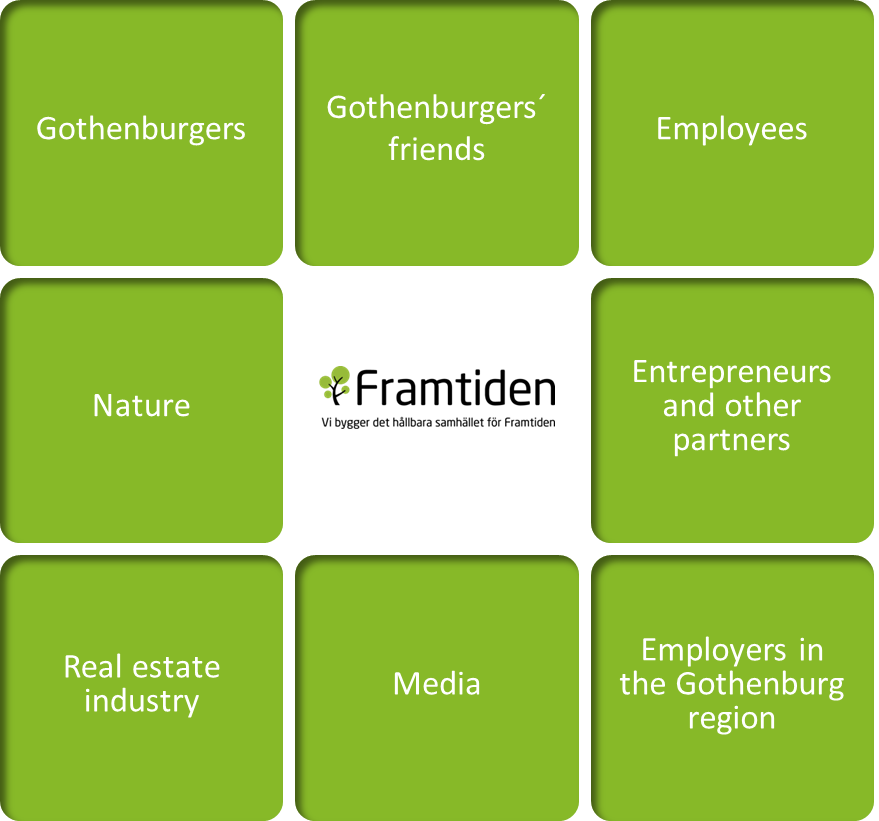 Gothenburgers
Gothenburgers´
friends
Employees
Nature
Framtiden
Vi bygger det hållbara samhället för Framtiden
Entrepreneurs
and other
partners
Real estate
industry
Media
Employers in
the Gothenburg
region